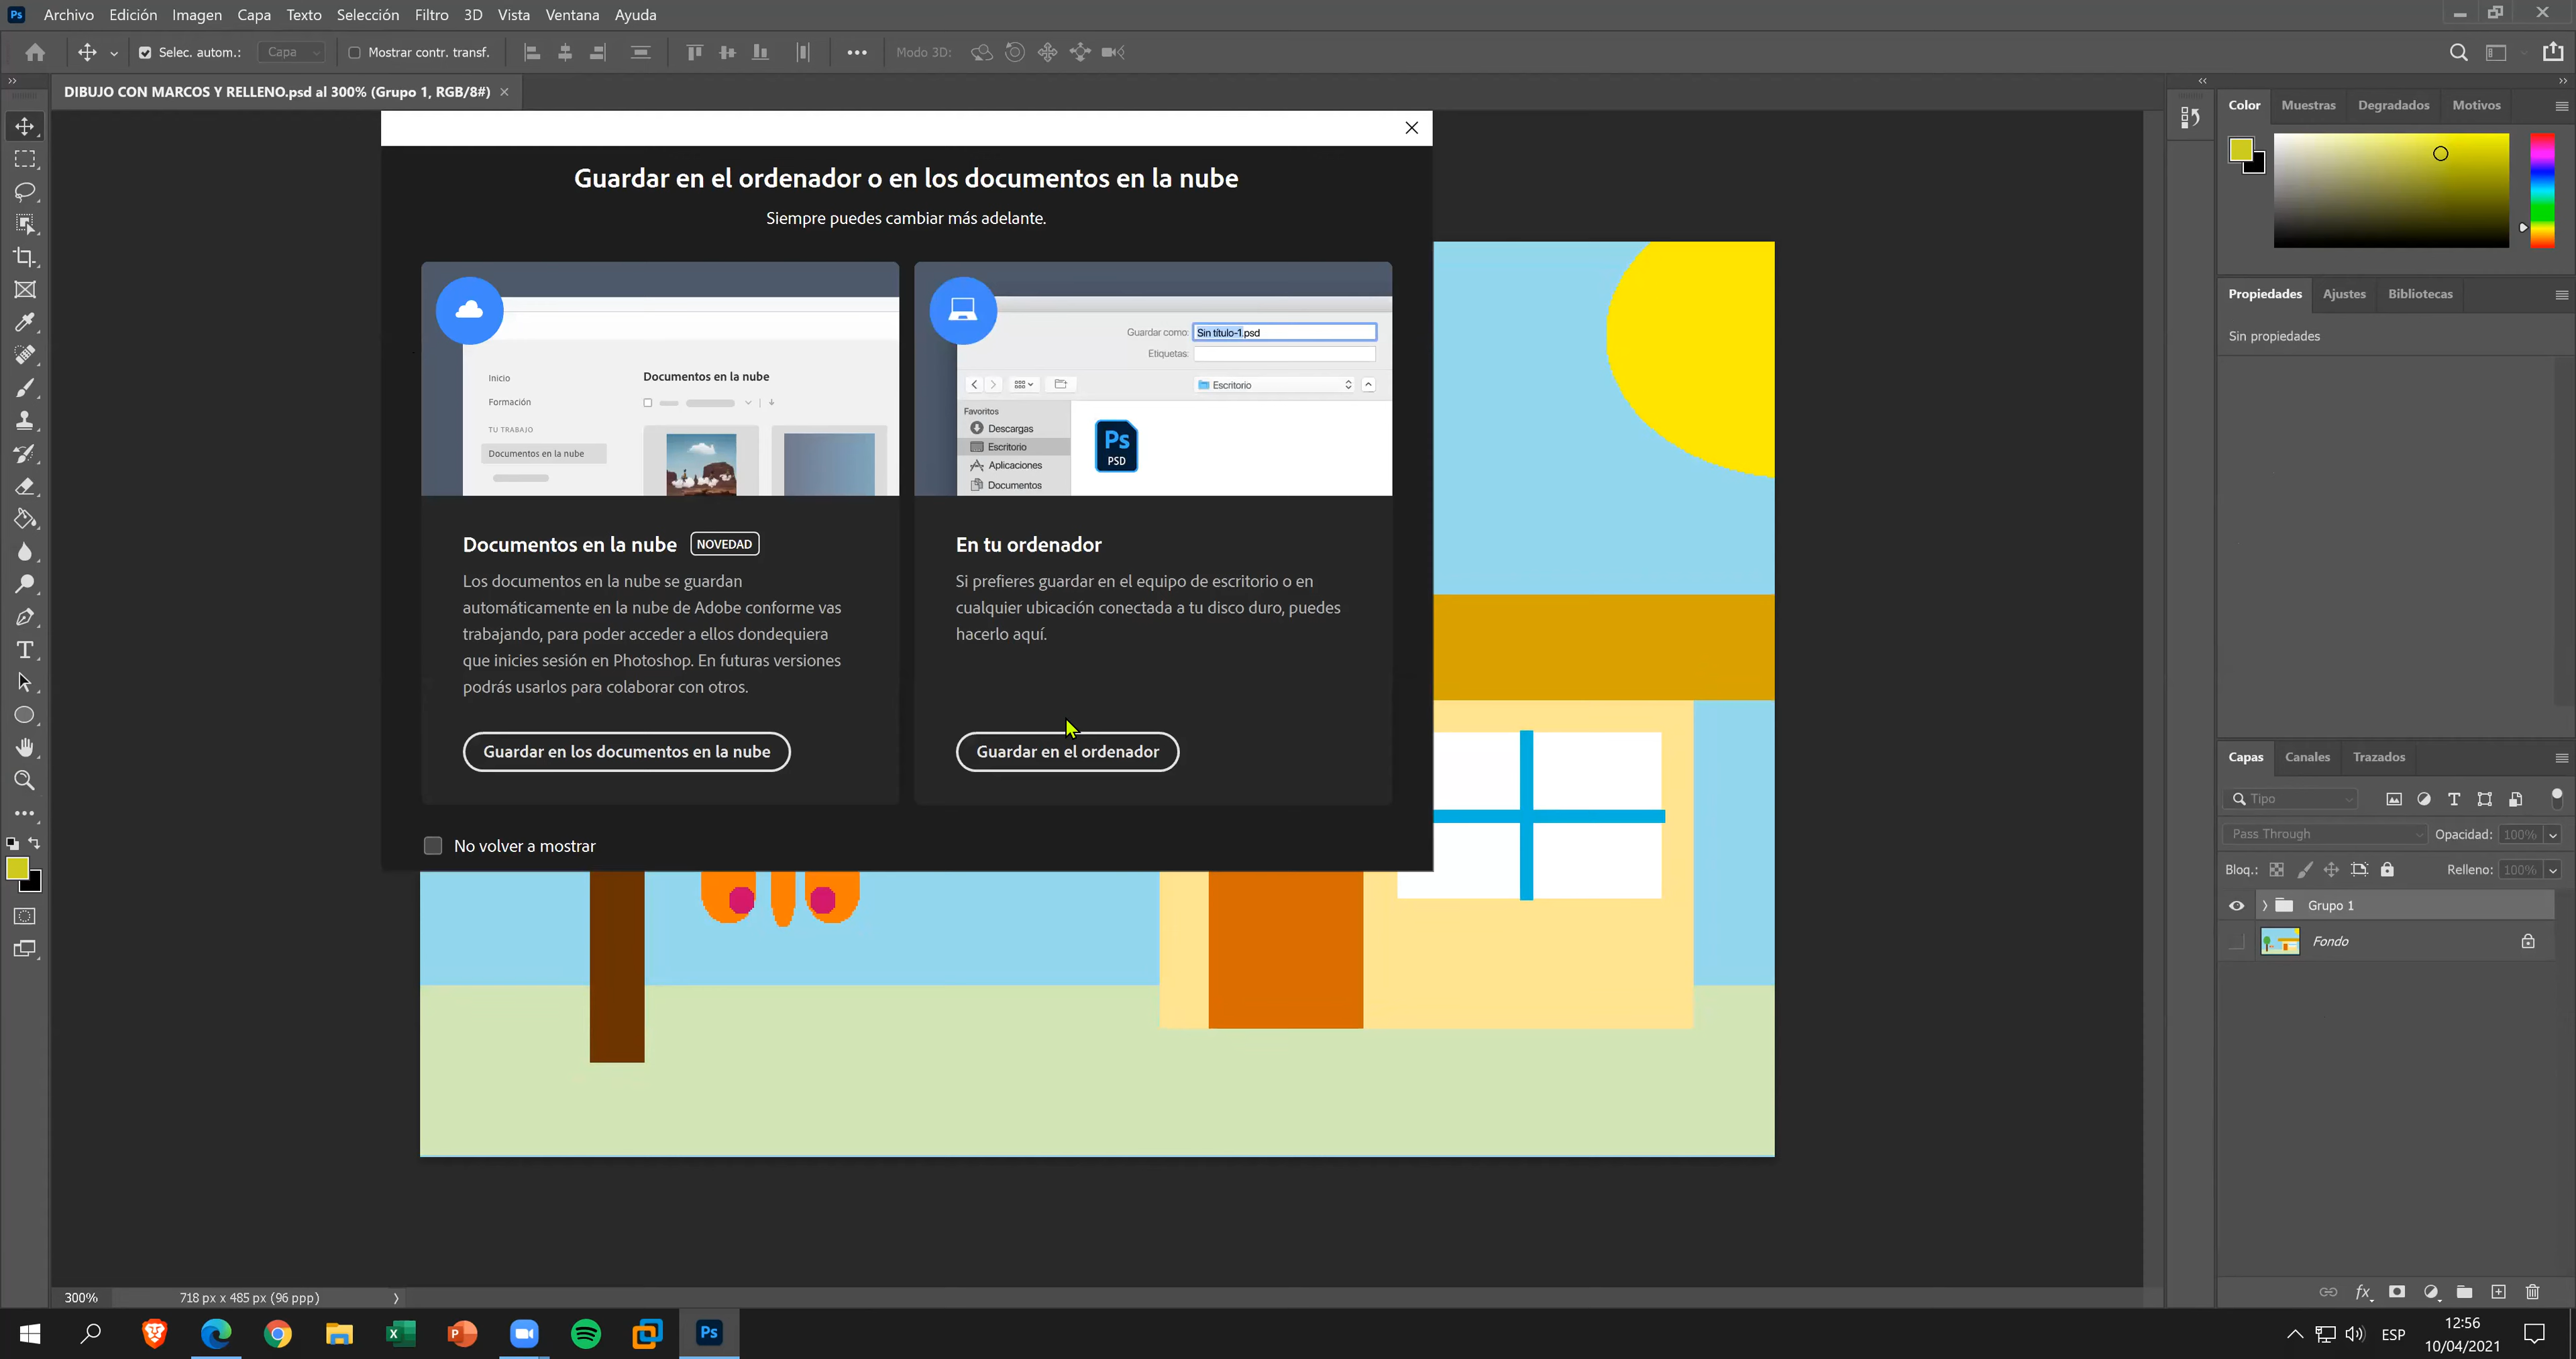 Ps Archivo Edición Imagen Capa Texto Selección Filtro 3D Vista Ventana Ayuda
Selec. autom.: Capa Mostrar contr. transf. Modo 3D:
DIBUJO CON MARCOS Y RELLENO.psd al 300% (Grupo 1, RGB/8#)
Guardar en el ordenador o en los documentos en la nube
Siempre puedes cambiar más adelante.
Inicio
Formación
TU TRABAJO
Documentos en la nube
Documentos en la nube
Guardar como: Sin título-1.psd
Etiquetas:
Escritorio
Favoritos
Descargas
Escritorio
Aplicaciones
Documentos
Ps
PSD
Documentos en la nube NOVEDAD
Los documentos en la nube se guardan
automáticamente en la nube de Adobe conforme vas
trabajando, para poder acceder a ellos dondequiera
que inicies sesión en Photoshop. En futuras versiones
podrás usarlos para colaborar con otros.
Guardar en los documentos en la nube
En tu ordenador
Si prefieres guardar en el equipo de escritorio o en
cualquier ubicación conectada a tu disco duro, puedes
hacerlo aquí.
Guardar en el ordenador
No volver a mostrar
Color Muestras Degradados Motivos
Propiedades Ajustes Bibliotecas
Sin propiedades
Capas Canales Trazados
Tipo
Pass Through Opacidad: 100%
Bloq.: Relleno: 100%
Grupo 1
Fondo
300% 718 px x 485 px (96 ppp)
Ps
ESP
12:56
10/04/2021